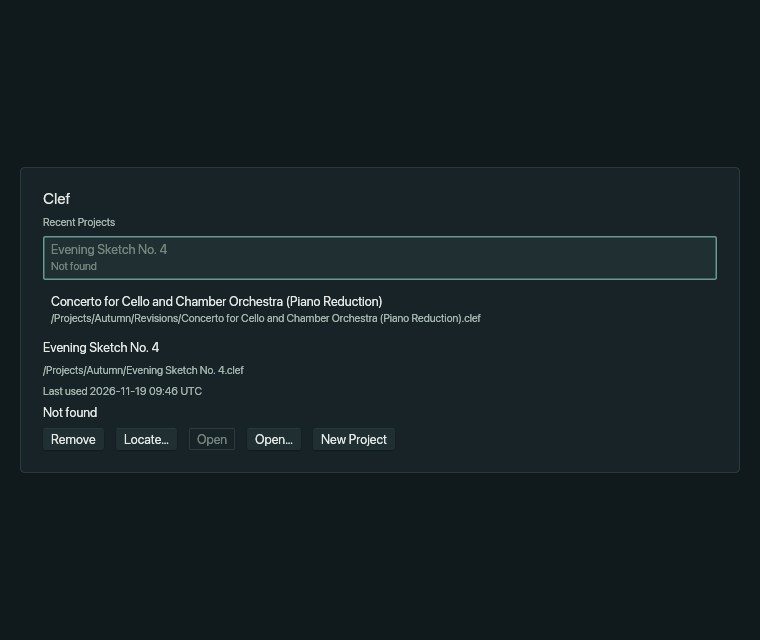 Clef
Recent Projects
Evening Sketch No. 4
Not found
Concerto for Cello and Chamber Orchestra (Piano Reduction)
/Projects/Autumn/Revisions/Concerto for Cello and Chamber Orchestra (Piano Reduction).clef
Evening Sketch No. 4
/Projects/Autumn/Evening Sketch No. 4.clef
Last used 2026-11-19 09:46 UTC
Not found
Remove Locate... Open Open... New Project